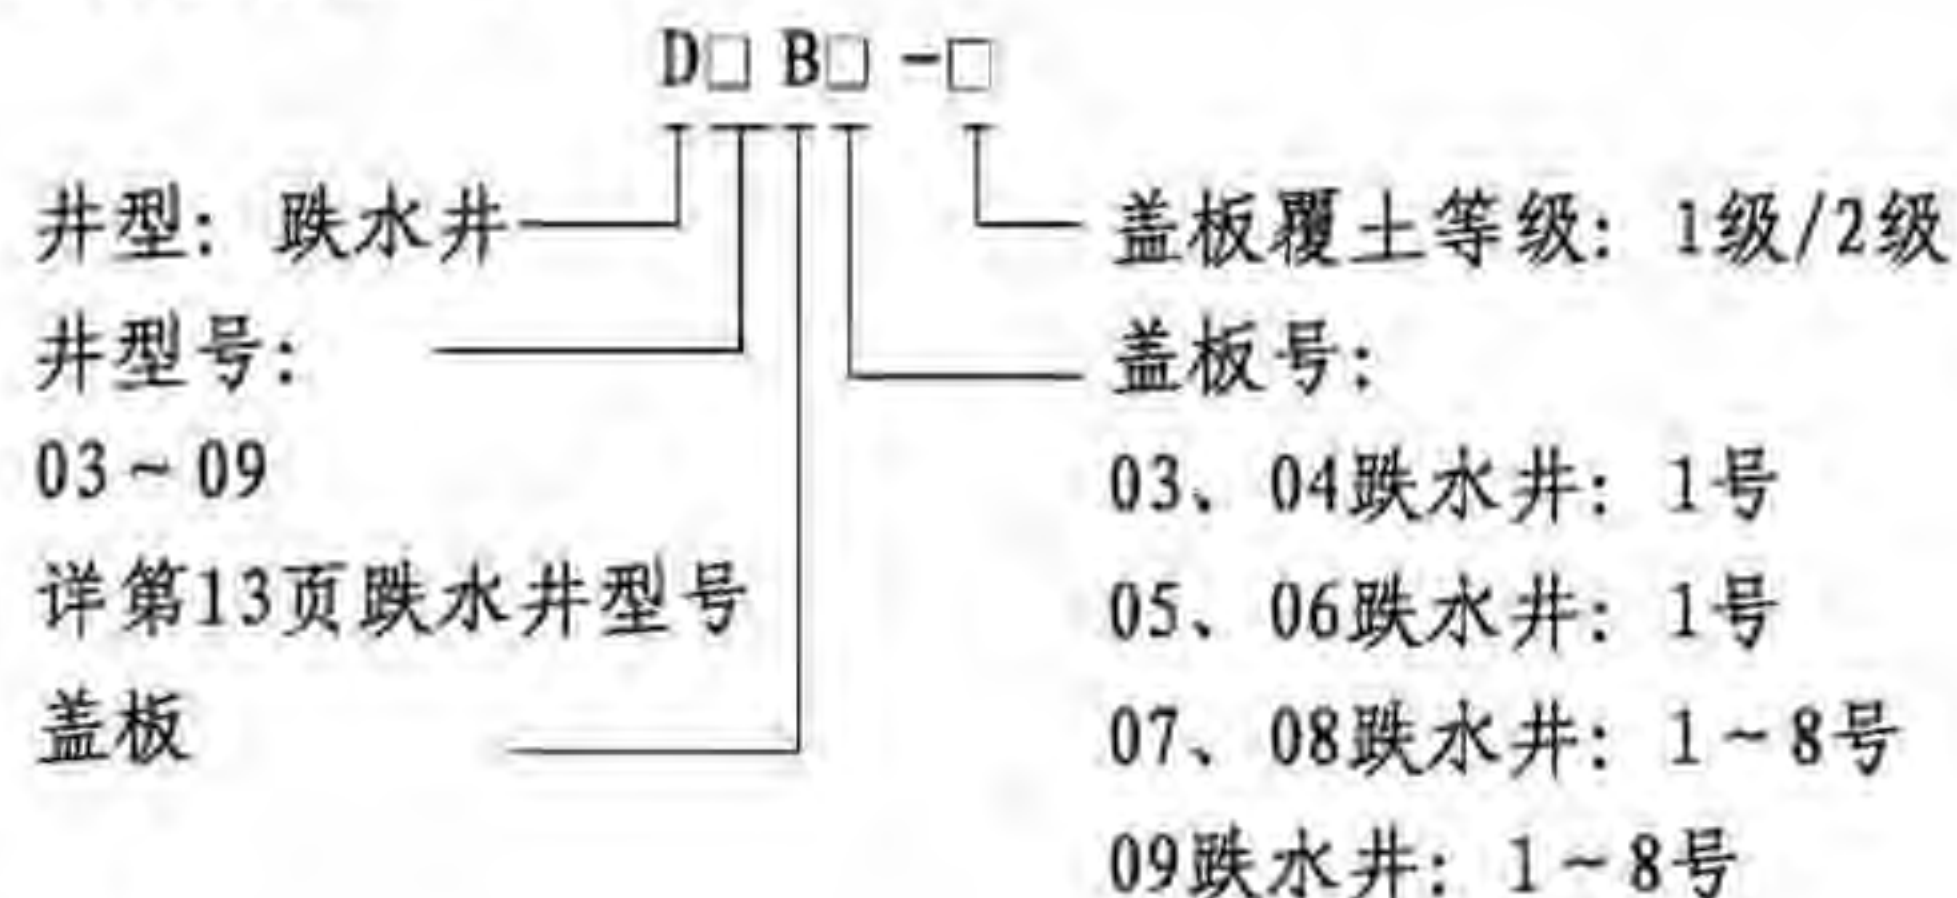 D□ B□ -□
井型: 跌水井
井型号:
03~09
详第13页跌水井型号
盖板
盖板覆土等级: 1级/2级
盖板号:
03、04跌水井: 1号
05、06跌水井: 1号
07、08跌水井: 1~8号
09跌水井: 1~8号